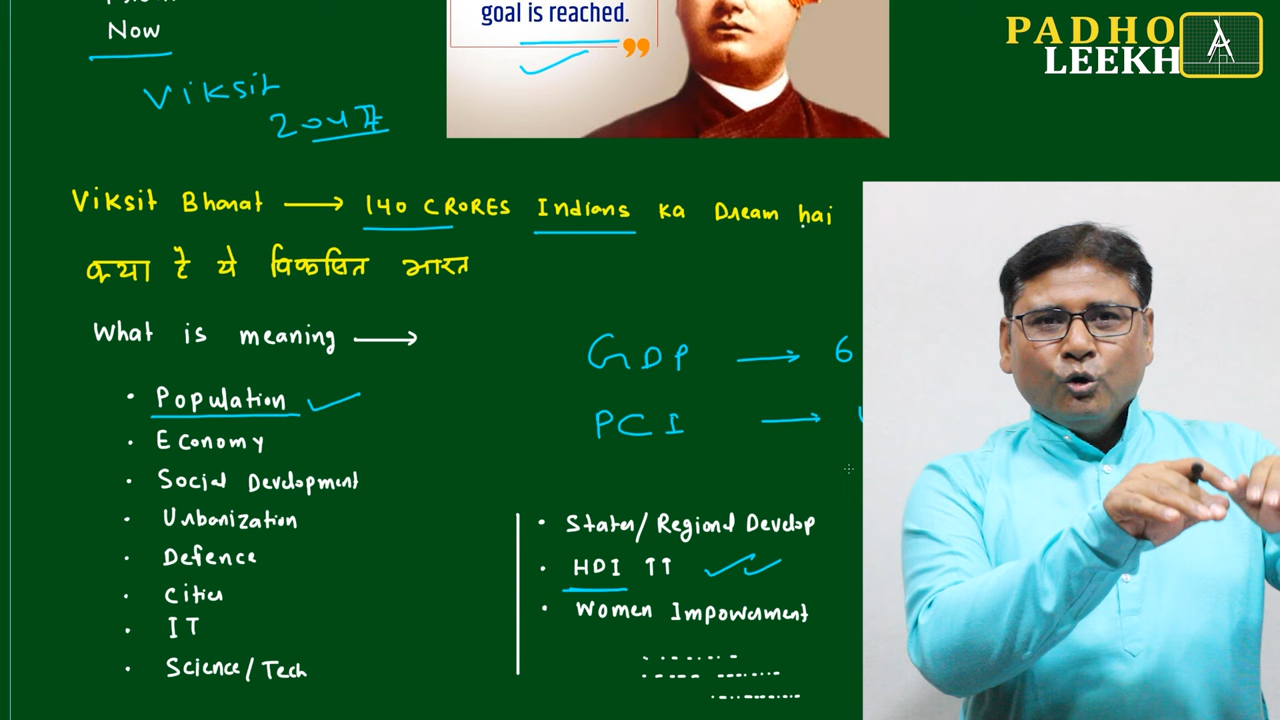 Now
Viksit
2047
goal is reached.
”
PADHO
LEEKH
Viksit Bharat → 140 CRORES Indians ka Dream hai
क्या है ये विकसित भारत
What is meaning →
GDP → 6
PCI →
• Population ✓
• Economy
• Social Development
• Urbanization
• Defence
• Cities
• IT
• Science/Tech
• States/Regional Develop
• HDI ↑↑ ✓✓
• Women Impowerment